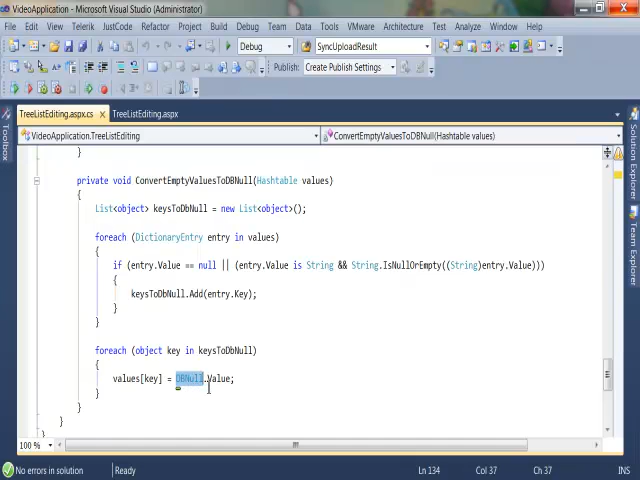 VideoApplication - Microsoft Visual Studio (Administrator)
File Edit View Telerik JustCode Refactor Project Build Debug Team Data Tools VMware Architecture Test Analyze Window Help
Debug SyncUploadResult
Publish: Create Publish Settings
TreeListEditing.aspx.cs TreeListEditing.aspx
VideoApplication.TreeListEditing ConvertEmptyValuesToDBNull(Hashtable values)
}
private void ConvertEmptyValuesToDBNull(Hashtable values)
{
List<object> keysToDbNull = new List<object>();
foreach (DictionaryEntry entry in values)
{
if (entry.Value == null || (entry.Value is String && String.IsNullOrEmpty((String)entry.Value)))
{
keysToDbNull.Add(entry.Key);
}
}
foreach (object key in keysToDbNull)
{
values[key] = DBNull.Value;
}
}
}
}
100 %
No errors in solution Ready Ln 134 Col 37 Ch 37 INS
Toolbox
Solution Explorer
Team Explorer